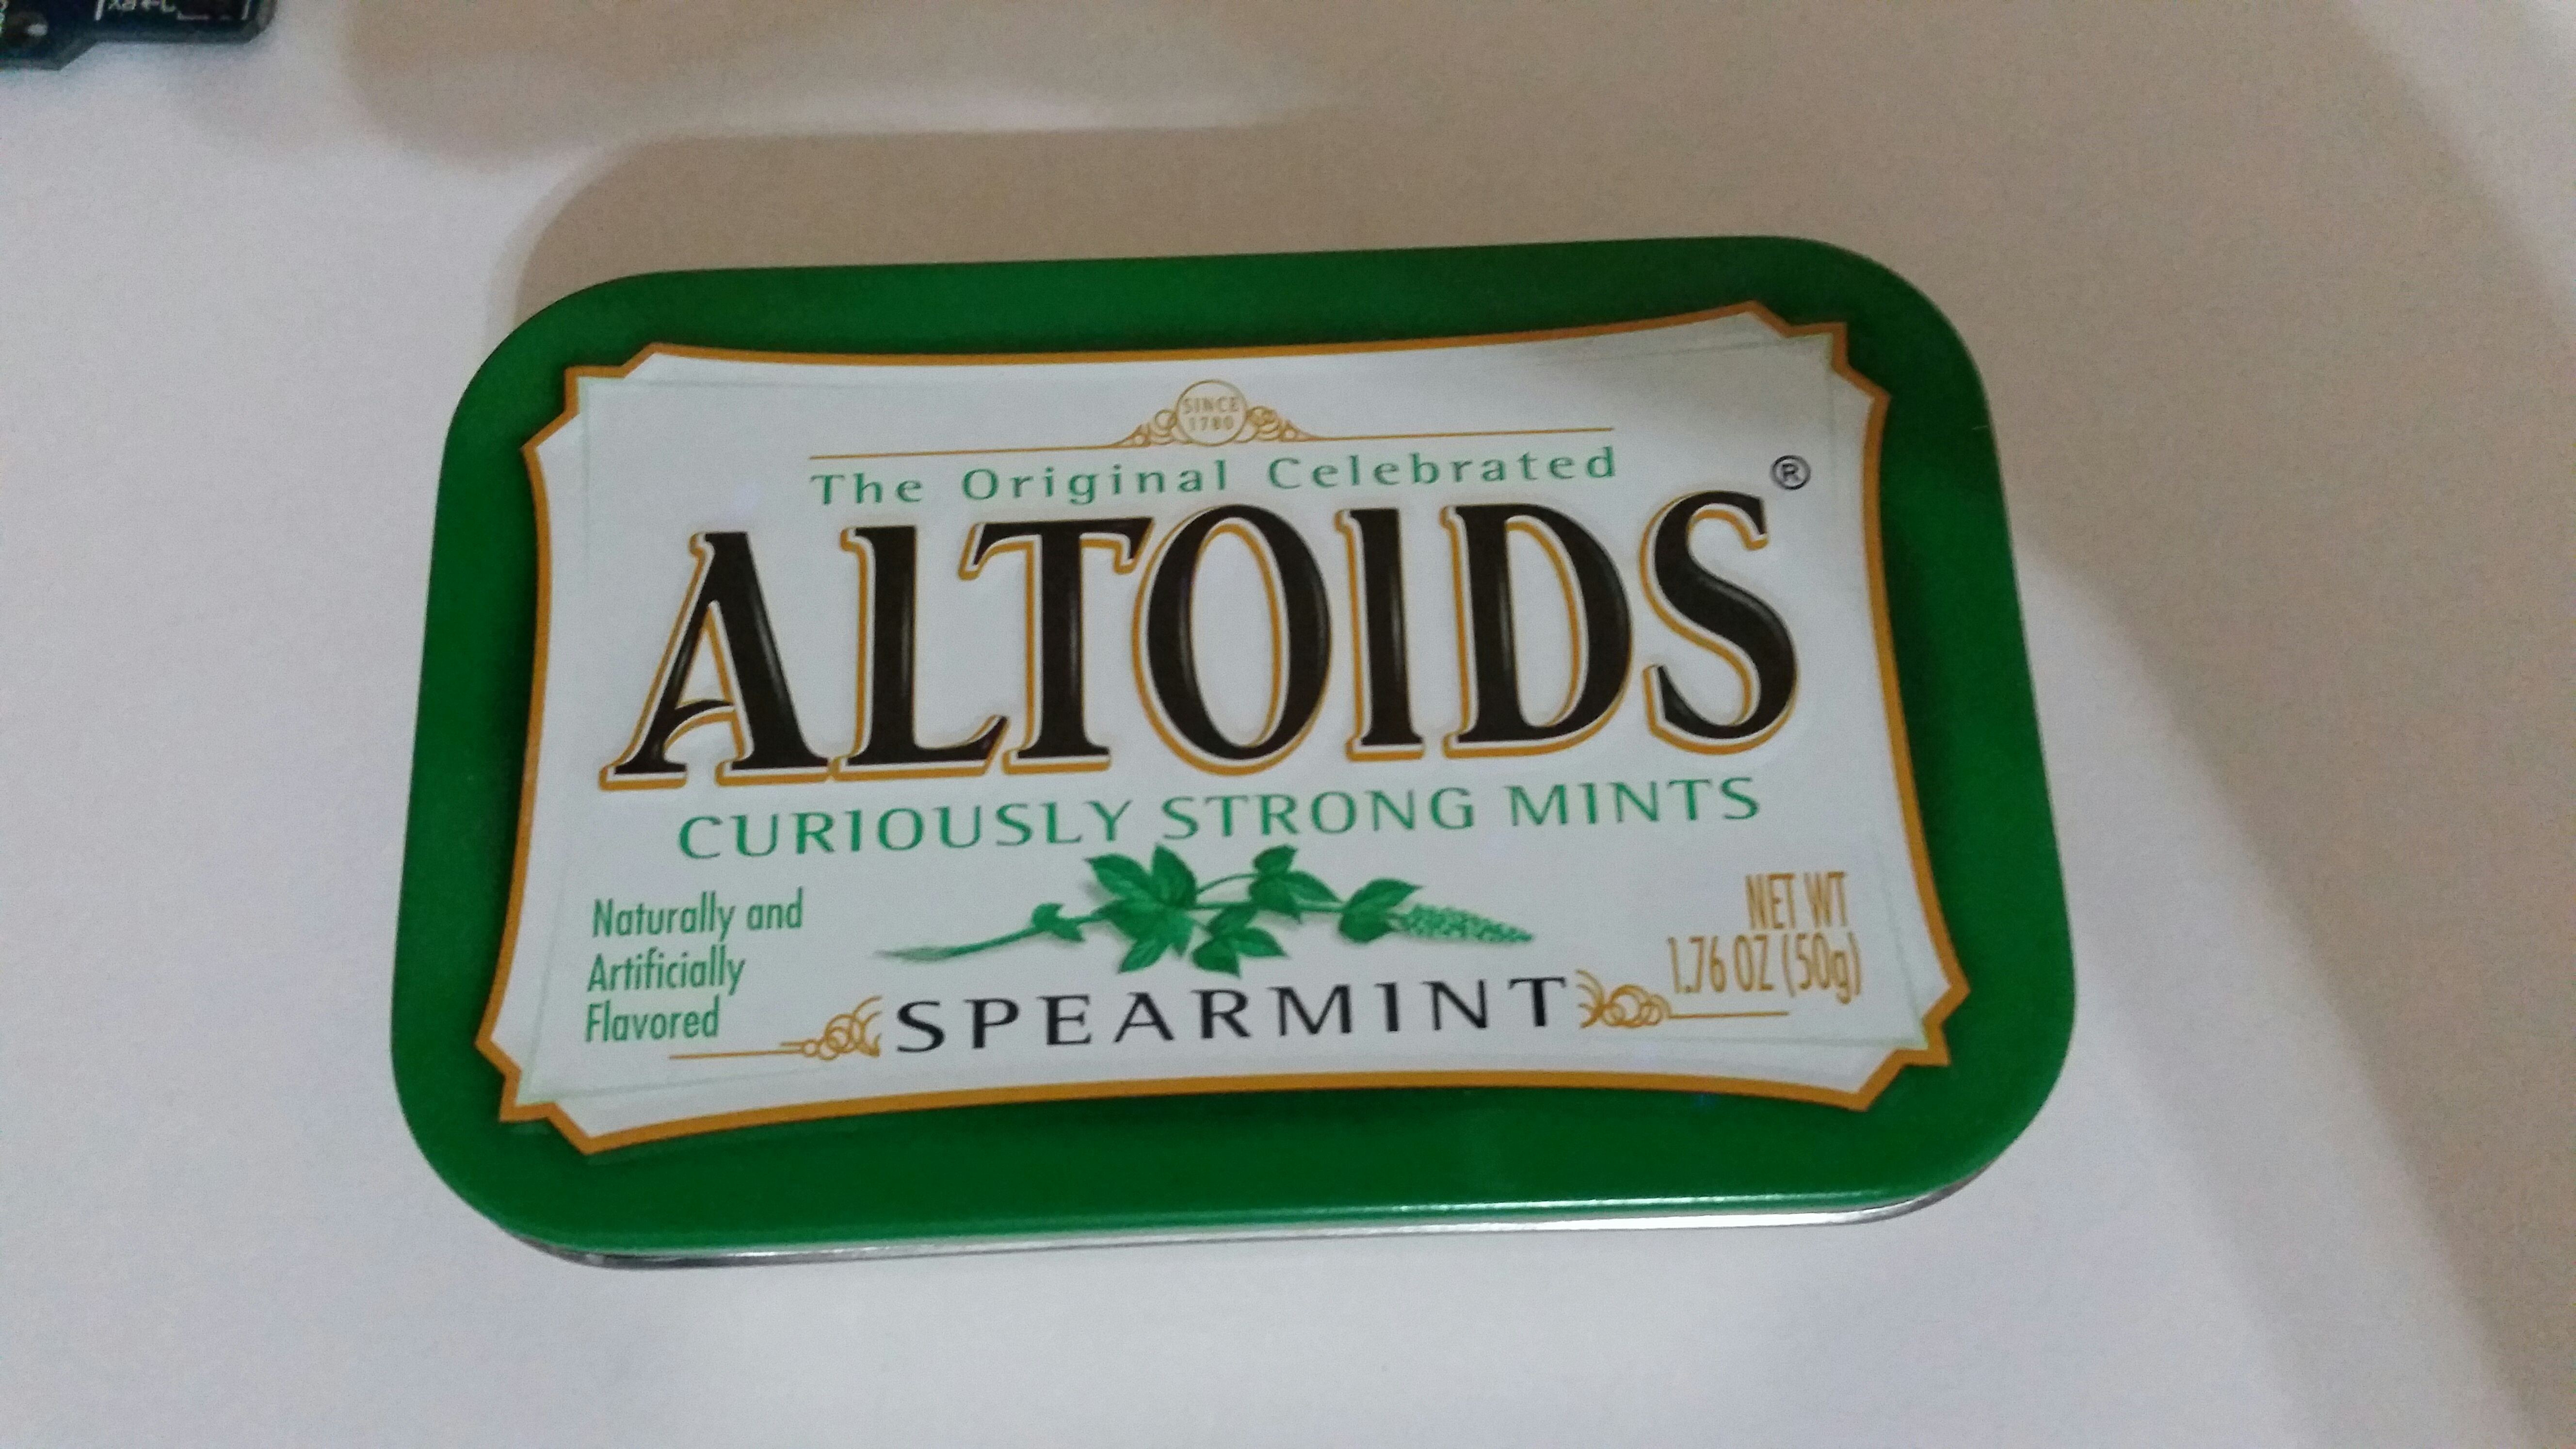 SINCE
1780
The Original Celebrated
ALTOIDS®
CURIOUSLY STRONG MINTS
Naturally and
Artificially
Flavored
SPEARMINT
NET WT
1.76 OZ (50g)